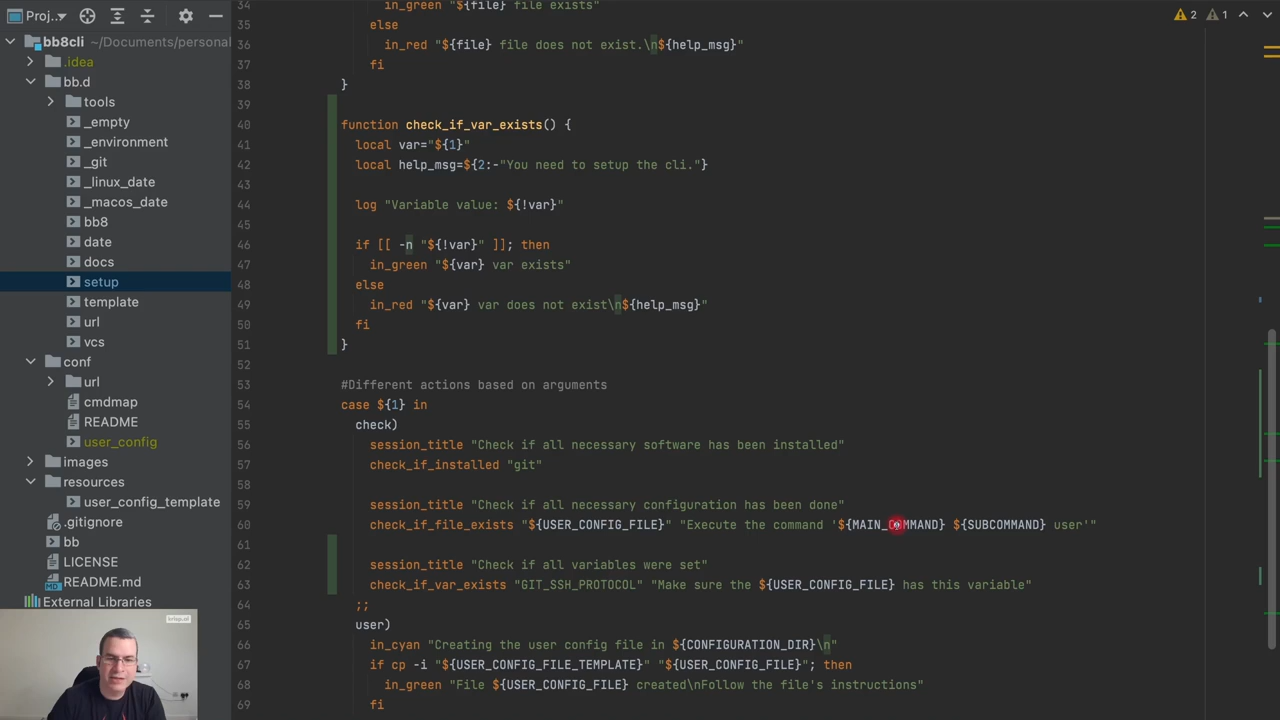 Proj...
bb8cli ~/Documents/personal
.idea
bb.d
tools
_empty
_environment
_git
_linux_date
_macos_date
bb8
date
docs
setup
template
url
vcs
conf
url
cmdmap
README
user_config
images
resources
user_config_template
.gitignore
bb
LICENSE
README.md
External Libraries
2 1
34 in_green "${file} file exists"
35 else
36 in_red "${file} file does not exist.\n${help_msg}"
37 fi
38 }
39
40 function check_if_var_exists() {
41 local var="${1}"
42 local help_msg=${2:-"You need to setup the cli."}
43
44 log "Variable value: ${!var}"
45
46 if [[ -n "${!var}" ]]; then
47 in_green "${var} var exists"
48 else
49 in_red "${var} var does not exist\n${help_msg}"
50 fi
51 }
52
53 #Different actions based on arguments
54 case ${1} in
55 check)
56 session_title "Check if all necessary software has been installed"
57 check_if_installed "git"
58
59 session_title "Check if all necessary configuration has been done"
60 check_if_file_exists "${USER_CONFIG_FILE}" "Execute the command '${MAIN_COMMAND} ${SUBCOMMAND} user'"
61
62 session_title "Check if all variables were set"
63 check_if_var_exists "GIT_SSH_PROTOCOL" "Make sure the ${USER_CONFIG_FILE} has this variable"
64 ;;
65 user)
66 in_cyan "Creating the user config file in ${CONFIGURATION_DIR}\n"
67 if cp -i "${USER_CONFIG_FILE_TEMPLATE}" "${USER_CONFIG_FILE}"; then
68 in_green "File ${USER_CONFIG_FILE} created\nFollow the file's instructions"
69 fi